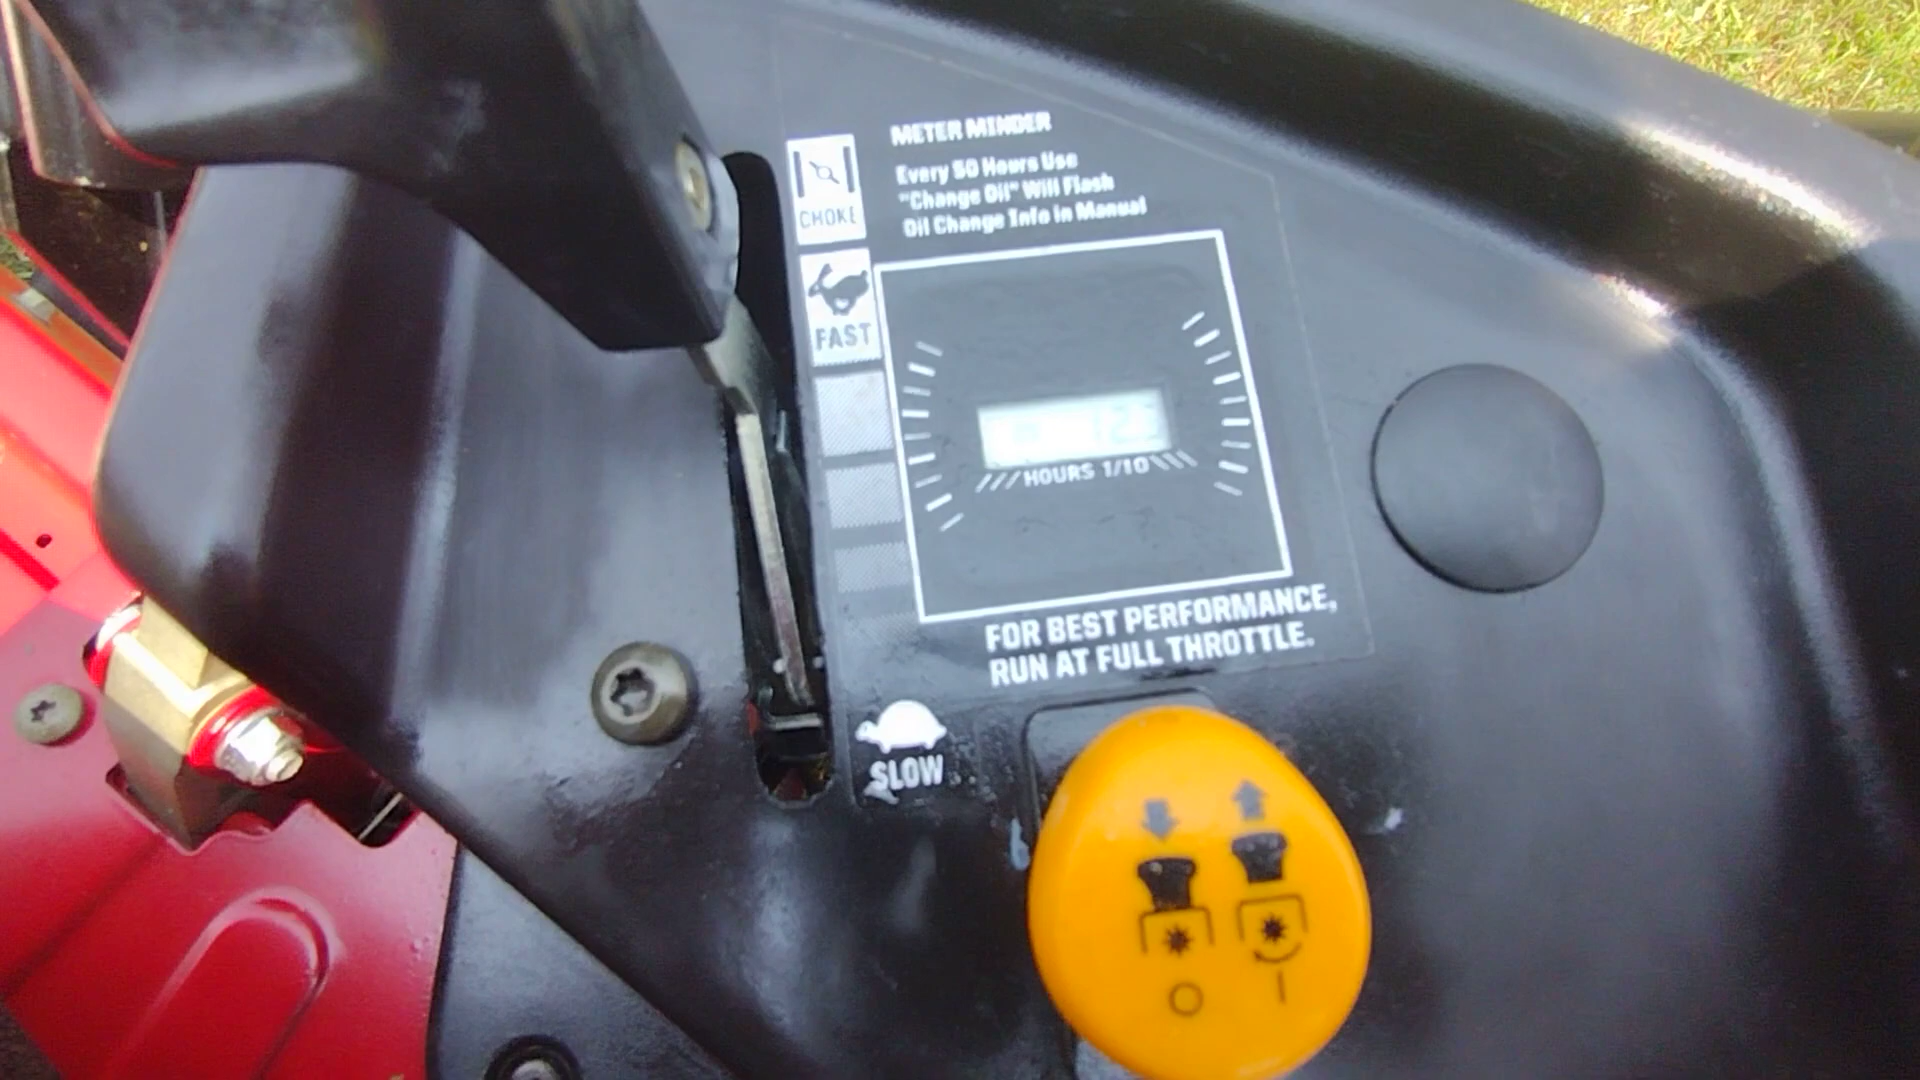 METER MINDER
Every 50 Hours Use
"Change Oil" Will Flash
Oil Change Info in Manual
CHOKE
FAST
HOURS 1/10
FOR BEST PERFORMANCE,
RUN AT FULL THROTTLE.
SLOW